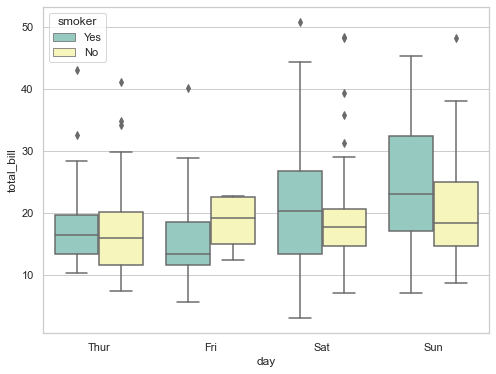 smoker
Yes
No
50
40
30
20
10
total_bill
Thur
Fri
Sat
Sun
day